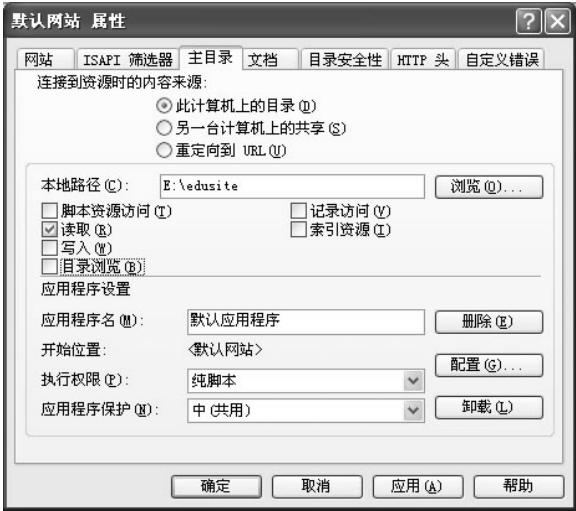 默认网站 属性
网站 ISAPI 筛选器 主目录 文档 目录安全性 HTTP 头 自定义错误
连接到资源时的内容来源:
此计算机上的目录(D)
另一台计算机上的共享(S)
重定向到 URL(U)
本地路径(C): E:\edusite 浏览(O)...
脚本资源访问(T) 记录访问(V)
读取(R) 索引资源(I)
写入(W)
目录浏览(B)
应用程序设置
应用程序名(M): 默认应用程序 删除(E)
开始位置: <默认网站>
配置(G)...
执行权限(P): 纯脚本
应用程序保护(N): 中(共用) 卸载(L)
确定 取消 应用(A) 帮助